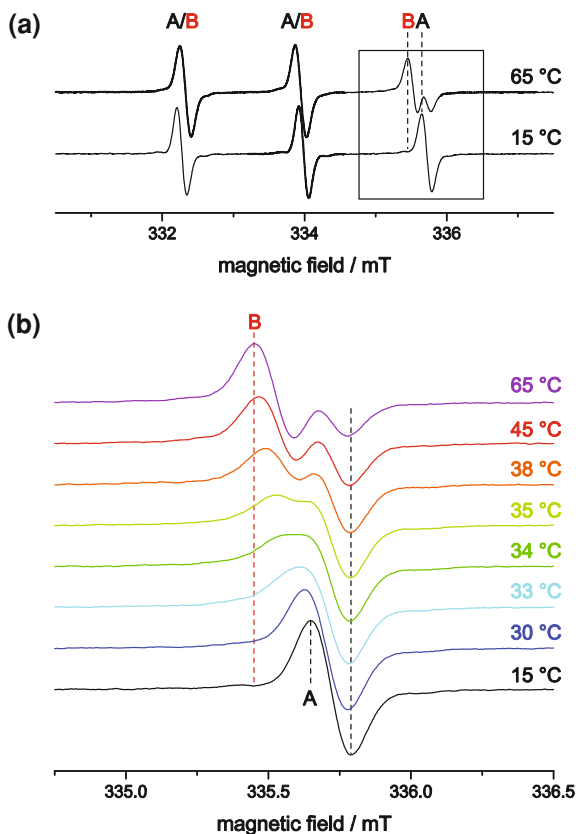 (a)
A/B A/B BA
65 °C
15 °C
332 334 336
magnetic field / mT
(b)
B
65 °C
45 °C
38 °C
35 °C
34 °C
33 °C
30 °C
15 °C
A
335.0 335.5 336.0 336.5
magnetic field / mT